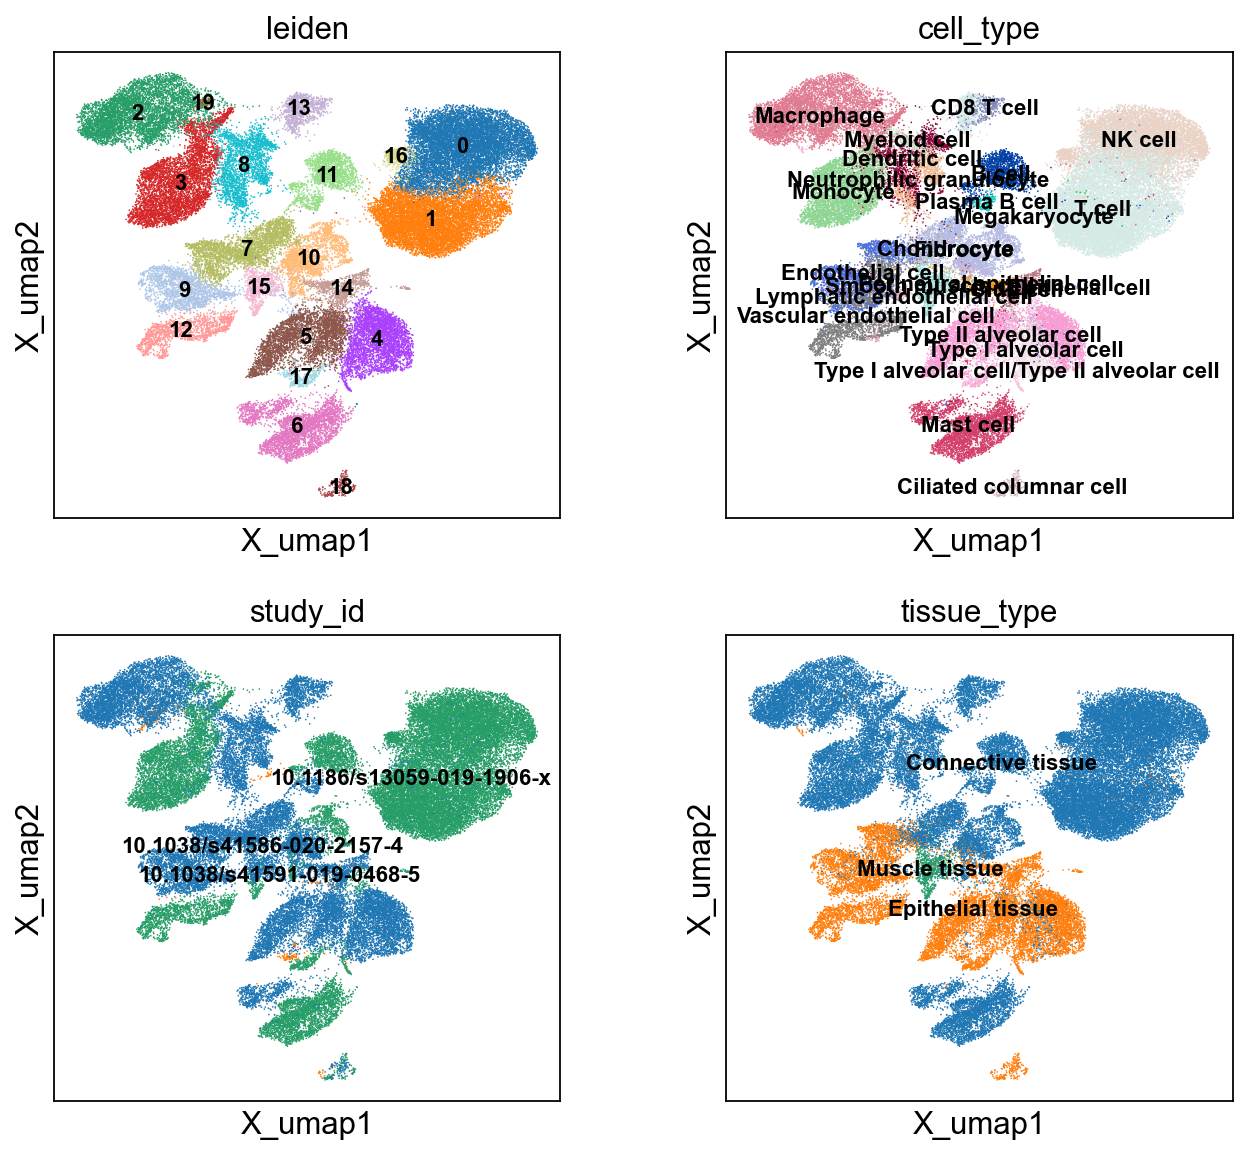 leiden
cell_type
2
19
13
0
16
8
11
3
1
7
10
9
15
14
12
5
4
17
6
18
X_umap1
X_umap2
Macrophage
CD8 T cell
NK cell
Myeloid cell
Dendritic cell
B cell
Neutrophilic granulocyte
Monocyte
Plasma B cell
T cell
Megakaryocyte
Chondrocyte
Fibrocyte
Endothelial cell
Lymphatic endothelial cell
Vascular endothelial cell
Type II alveolar cell
Type I alveolar cell
Type I alveolar cell/Type II alveolar cell
Mast cell
Ciliated columnar cell
X_umap1
X_umap2
study_id
tissue_type
10.1186/s13059-019-1906-x
10.1038/s41586-020-2157-4
10.1038/s41591-019-0468-5
X_umap1
X_umap2
Connective tissue
Muscle tissue
Epithelial tissue
X_umap1
X_umap2